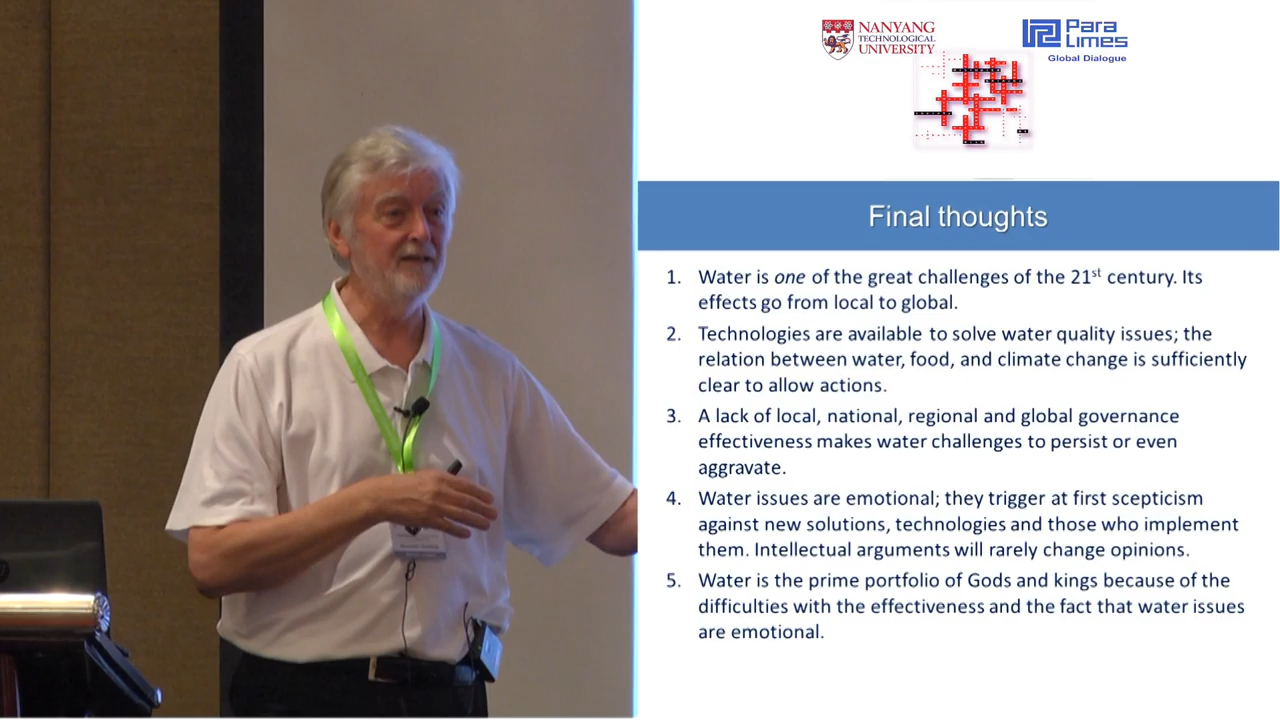 NANYANG
TECHNOLOGICAL
UNIVERSITY
Para
Limes
Global Dialogue
Final thoughts
1. Water is one of the great challenges of the 21st century. Its
effects go from local to global.
2. Technologies are available to solve water quality issues; the
relation between water, food, and climate change is sufficiently
clear to allow actions.
3. A lack of local, national, regional and global governance
effectiveness makes water challenges to persist or even
aggravate.
4. Water issues are emotional; they trigger at first scepticism
against new solutions, technologies and those who implement
them. Intellectual arguments will rarely change opinions.
5. Water is the prime portfolio of Gods and kings because of the
difficulties with the effectiveness and the fact that water issues
are emotional.